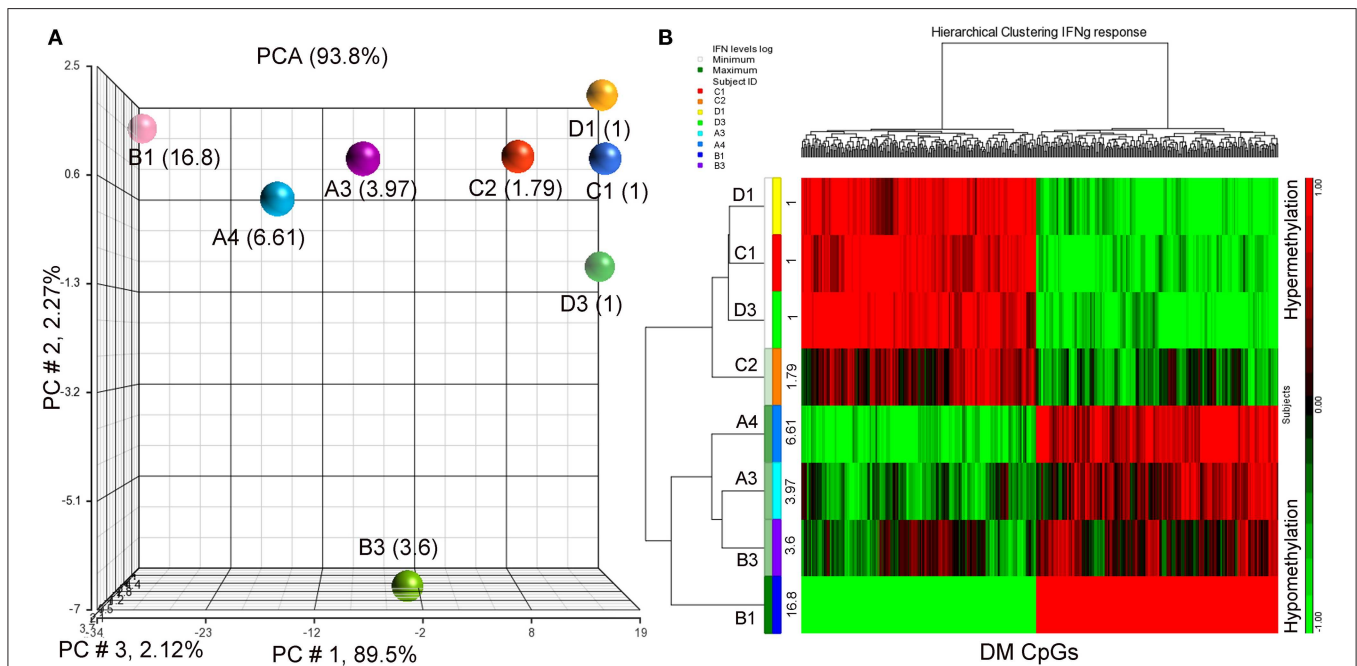 A
PCA (93.8%)
2.5
0.6
-1.3
-3.2
-5.1
-7
PC # 2, 2.27%
B1 (16.8)
A4 (6.61)
A3 (3.97)
C2 (1.79)
D1 (1)
C1 (1)
D3 (1)
B3 (3.6)
-34
-23
-12
-2
8
19
PC # 3, 2.12%
PC # 1, 89.5%
B
Hierarchical Clustering IFNg response
IFN levels log
Minimum
Maximum
Subject ID
C1
C2
D1
D3
A3
A4
B1
B3
D1
1
C1
1
D3
1
C2
1.79
A4
6.61
A3
3.97
B3
3.6
B1
16.8
Hypermethylation
Hypomethylation
Subjects
1.00
0.00
-1.00
DM CpGs